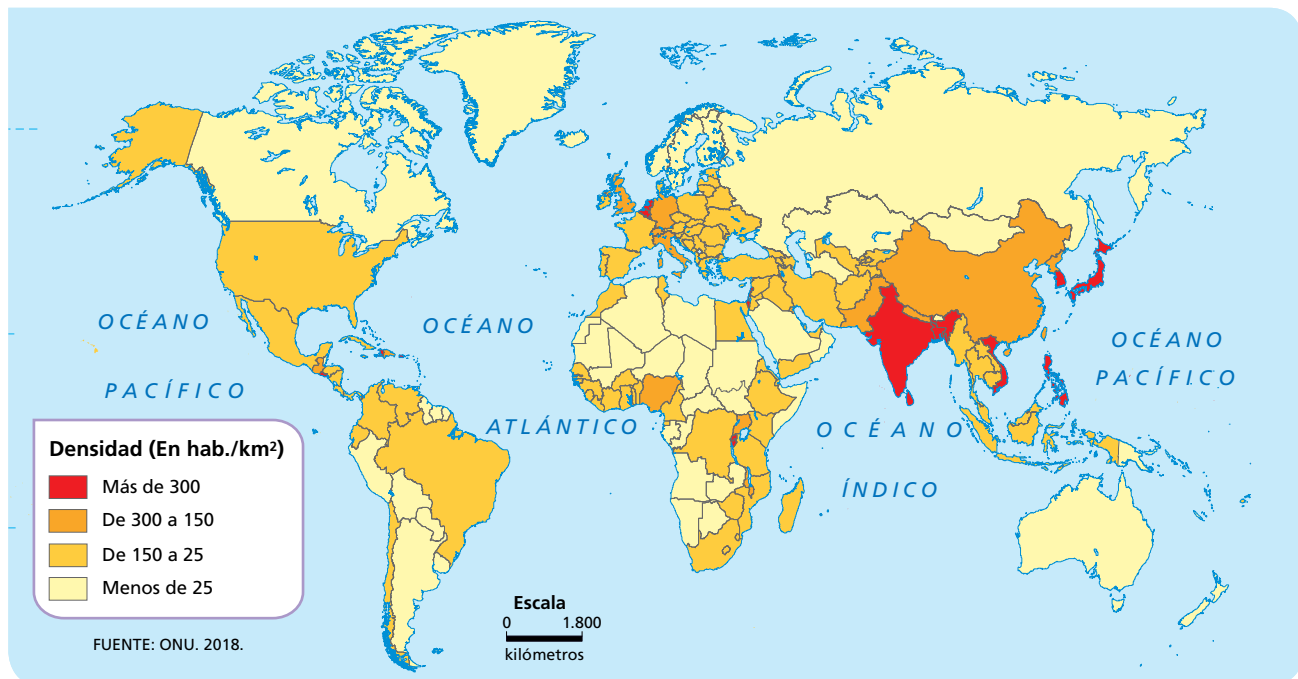 OCÉANO
PACÍFICO
OCÉANO
ATLÁNTICO
OCÉANO
ÍNDICO
OCÉANO
PACÍFICO
Densidad (En hab./km²)
Más de 300
De 300 a 150
De 150 a 25
Menos de 25
FUENTE: ONU. 2018.
Escala
0 1.800
kilómetros